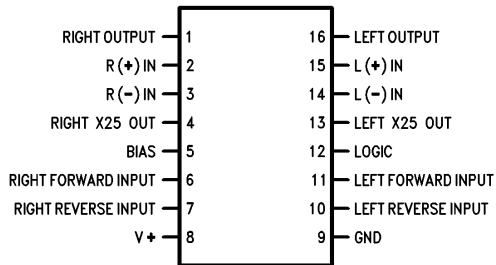 RIGHT OUTPUT 1 16 LEFT OUTPUT
R (+) IN 2 15 L (+) IN
R (-) IN 3 14 L (-) IN
RIGHT X25 OUT 4 13 LEFT X25 OUT
BIAS 5 12 LOGIC
RIGHT FORWARD INPUT 6 11 LEFT FORWARD INPUT
RIGHT REVERSE INPUT 7 10 LEFT REVERSE INPUT
V + 8 9 GND